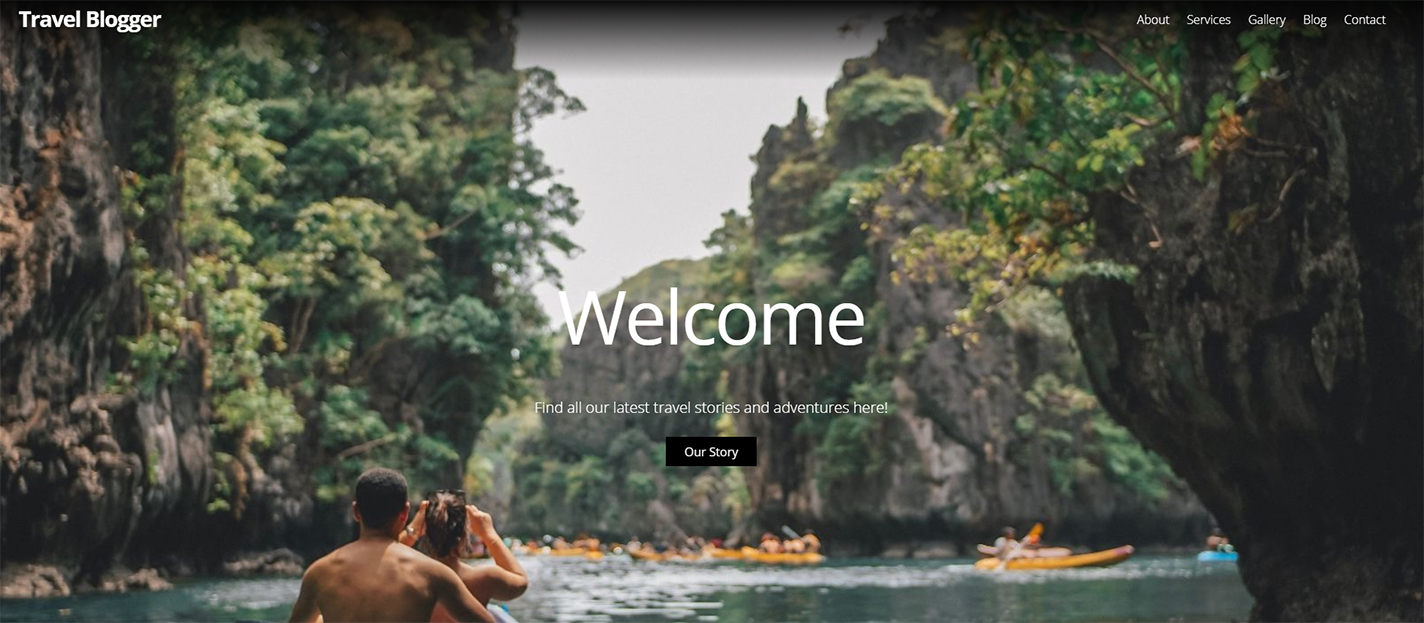 Travel Blogger
About Services Gallery Blog Contact
Welcome
Find all our latest travel stories and adventures here!
Our Story